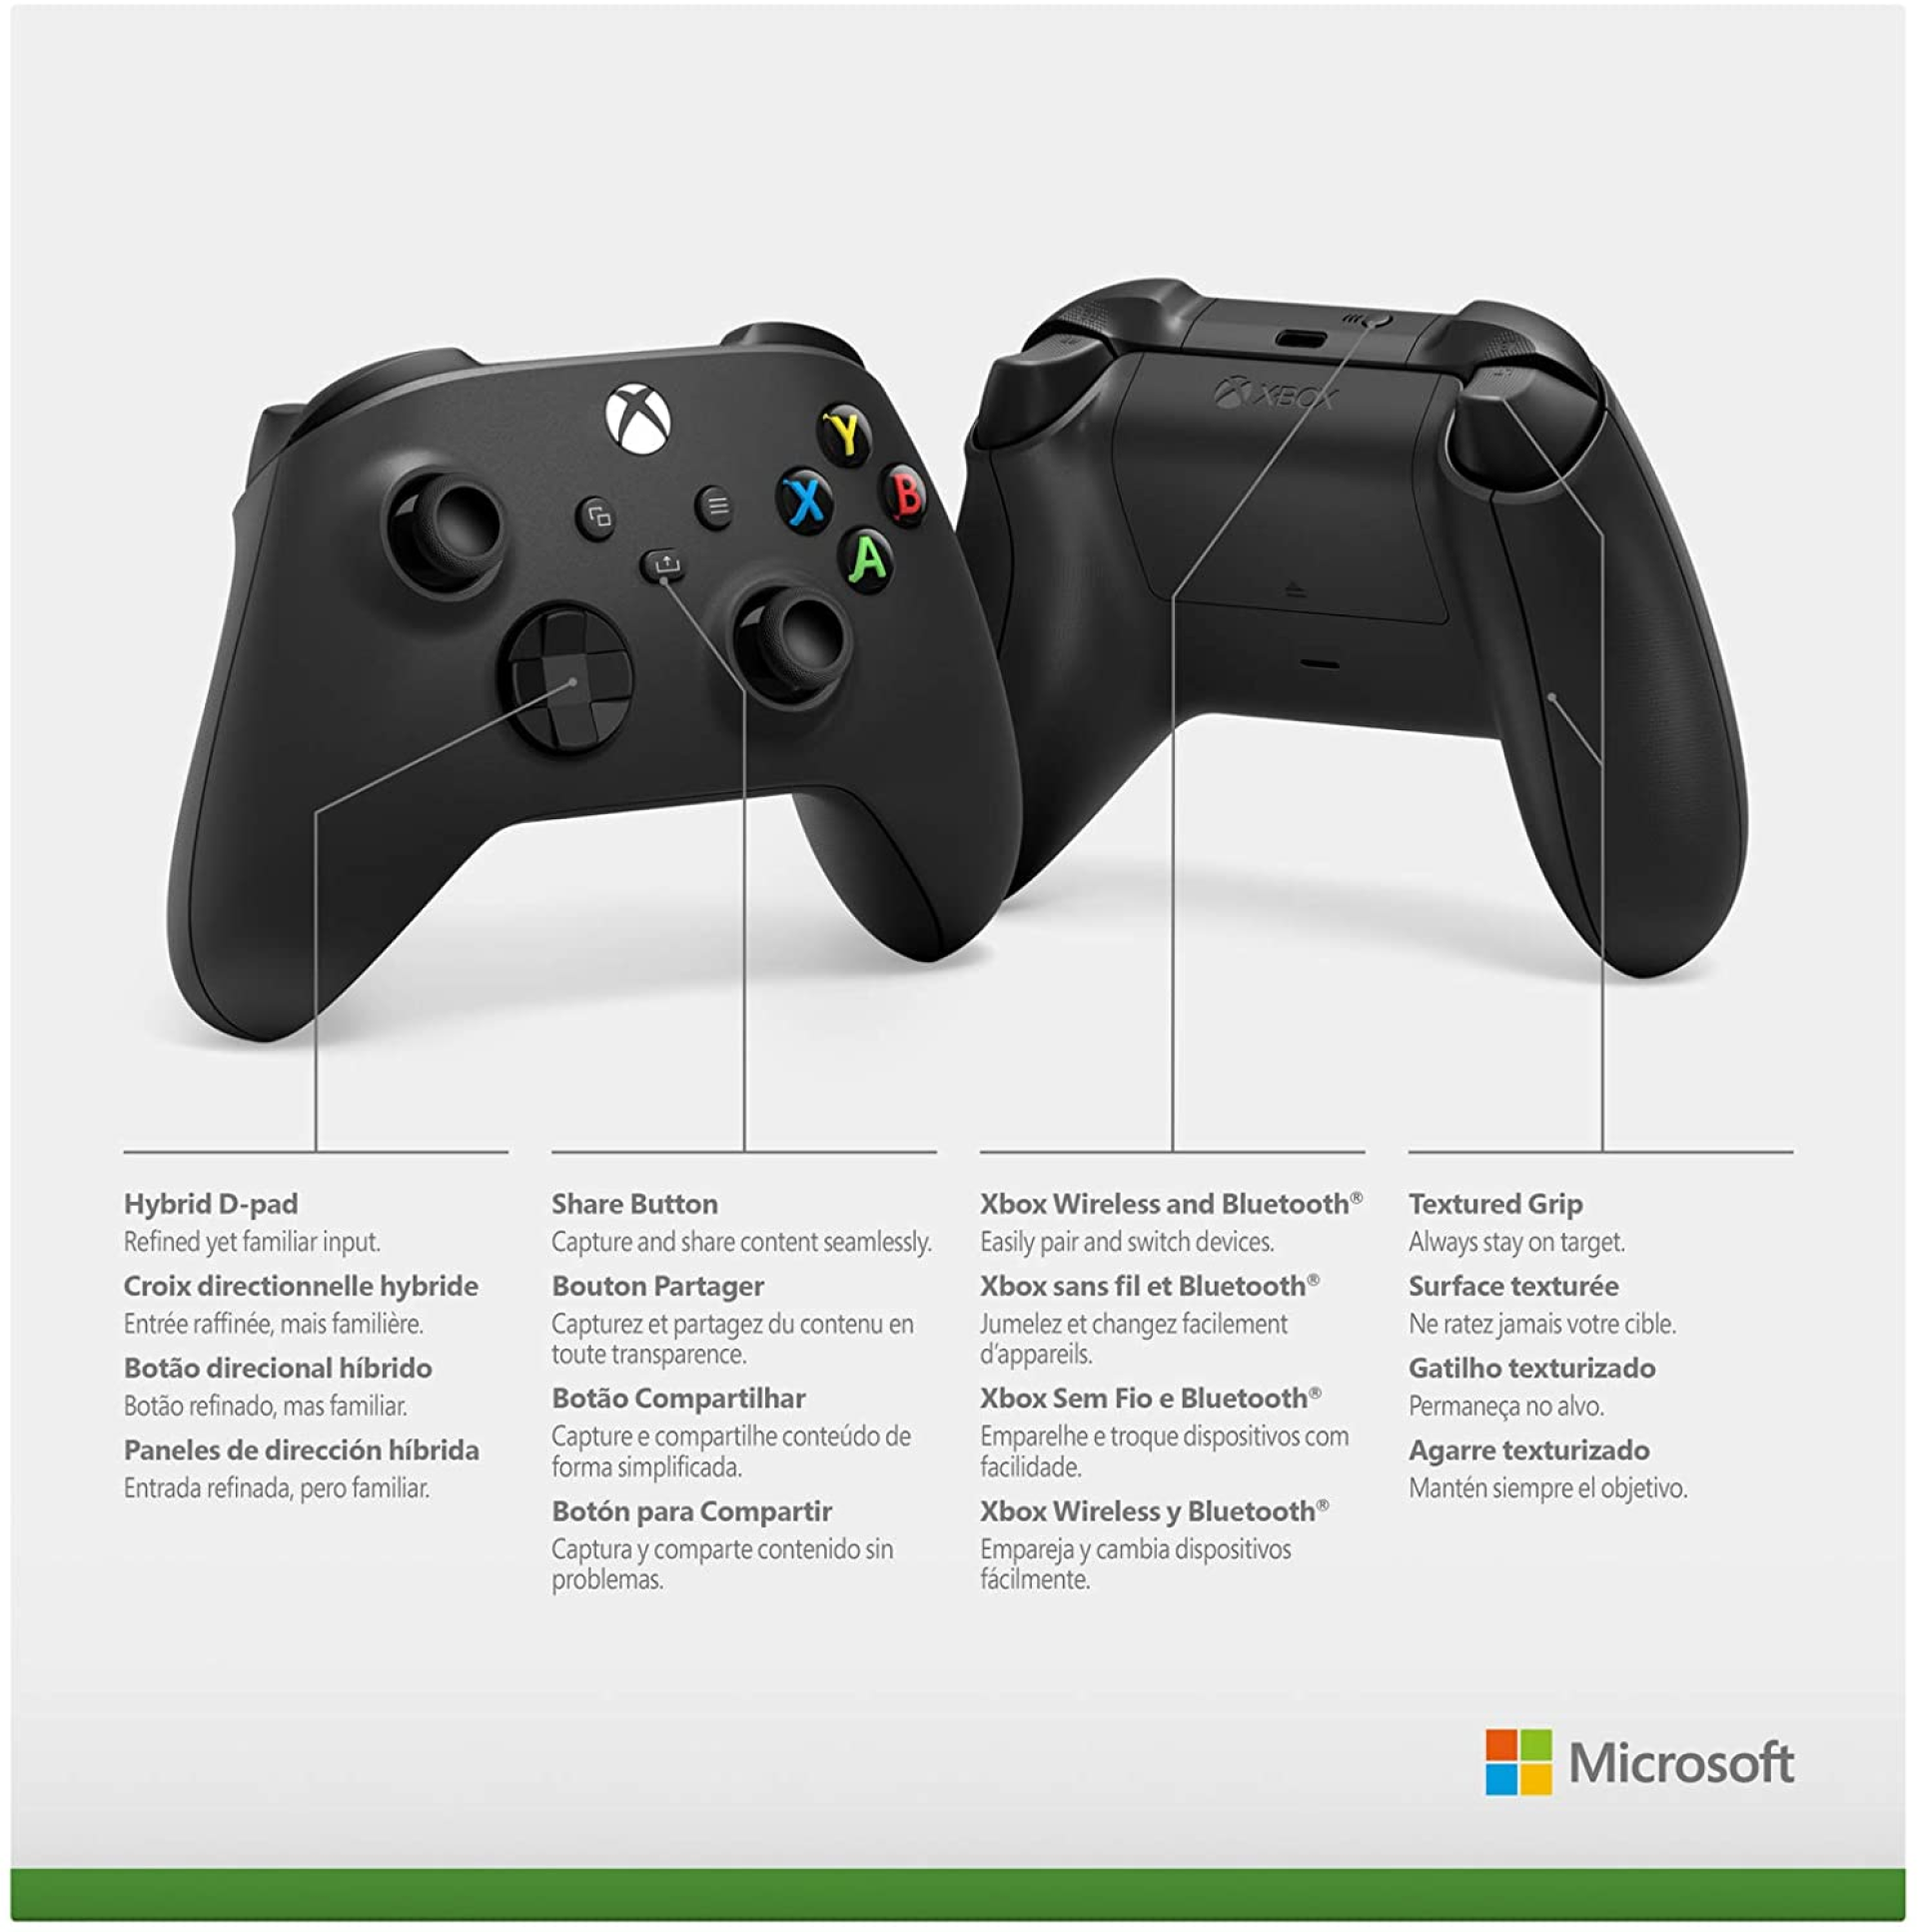 Y
X
B
A
XBOX
Hybrid D-pad
Refined yet familiar input.
Croix directionnelle hybride
Entrée raffinée, mais familière.
Botão direcional híbrido
Botão refinado, mas familiar.
Paneles de dirección híbrida
Entrada refinada, pero familiar.
Share Button
Capture and share content seamlessly.
Bouton Partager
Capturez et partagez du contenu en
toute transparence.
Botão Compartilhar
Capture e compartilhe conteúdo de
forma simplificada.
Botón para Compartir
Captura y comparte contenido sin
problemas.
Xbox Wireless and Bluetooth®
Easily pair and switch devices.
Xbox sans fil et Bluetooth®
Jumelez et changez facilement
d'appareils.
Xbox Sem Fio e Bluetooth®
Emparelhe e troque dispositivos com
facilidade.
Xbox Wireless y Bluetooth®
Empareja y cambia dispositivos
fácilmente.
Textured Grip
Always stay on target.
Surface texturée
Ne ratez jamais votre cible.
Gatilho texturizado
Permaneça no alvo.
Agarre texturizado
Mantén siempre el objetivo.
Microsoft